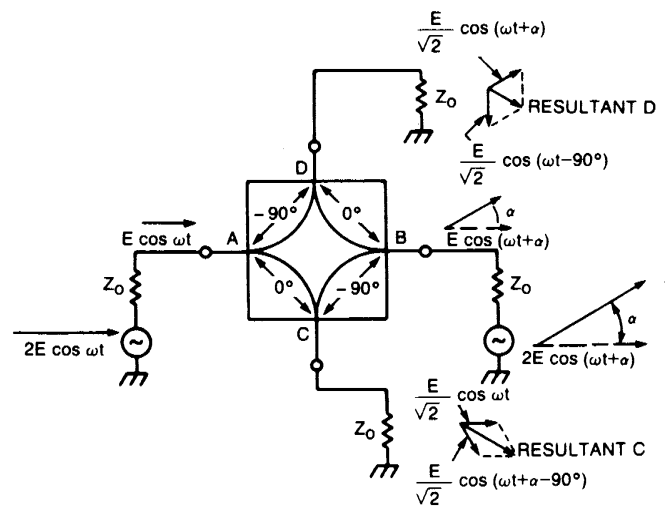 E/√2 cos (ωt+α)
Z₀
RESULTANT D
E/√2 cos (ωt−90°)
D
−90°
0°
E cos ωt
A
B
α
E cos (ωt+α)
0°
−90°
Z₀
C
Z₀
~
2E cos ωt
~
α
2E cos (ωt+α)
E/√2 cos ωt
Z₀
RESULTANT C
E/√2 cos (ωt+α−90°)